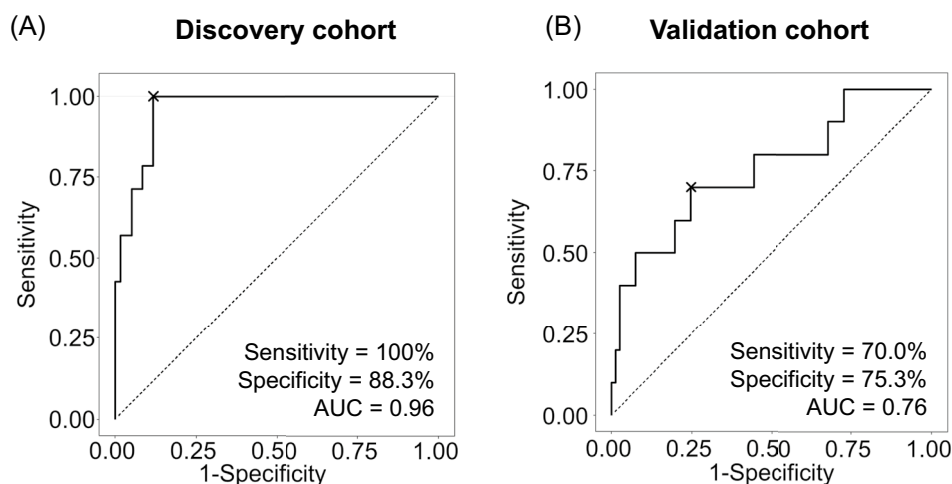 (A) Discovery cohort
1.00
0.75
0.50
0.25
0.00
Sensitivity
Sensitivity = 100%
Specificity = 88.3%
AUC = 0.96
0.00 0.25 0.50 0.75 1.00
1-Specificity
(B) Validation cohort
1.00
0.75
0.50
0.25
0.00
Sensitivity
Sensitivity = 70.0%
Specificity = 75.3%
AUC = 0.76
0.00 0.25 0.50 0.75 1.00
1-Specificity